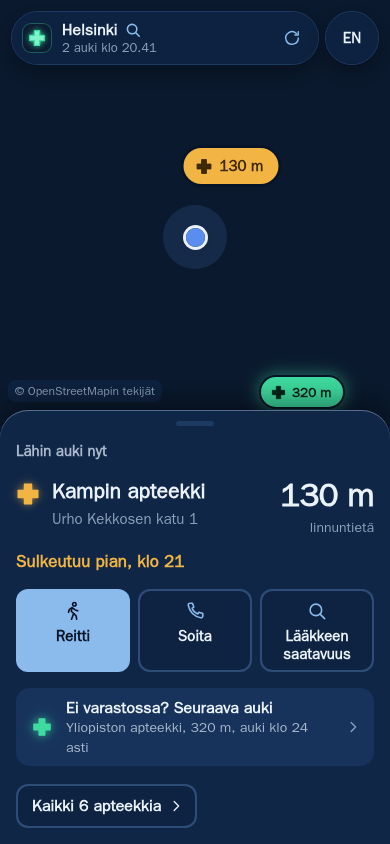 Helsinki
2 auki klo 20.41
EN
130 m
© OpenStreetMapin tekijät
320 m
Lähin auki nyt
Kampin apteekki
130 m
Urho Kekkosen katu 1
linnuntietä
Sulkeutuu pian, klo 21
Reitti
Soita
Lääkkeen
saatavuus
Ei varastossa? Seuraava auki
Yliopiston apteekki, 320 m, auki klo 24
asti
Kaikki 6 apteekkia